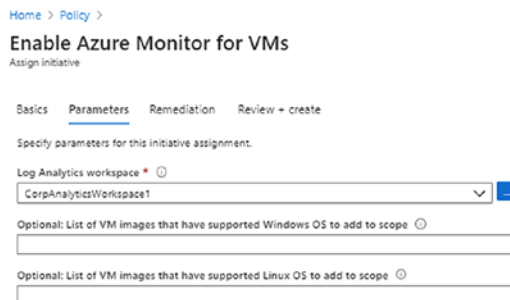 Home > Policy >
Enable Azure Monitor for VMs
Assign initiative
Basics Parameters Remediation Review + create
Specify parameters for this initiative assignment.
Log Analytics workspace *
CorpAnalyticsWorkspace1
Optional: List of VM images that have supported Windows OS to add to scope
Optional: List of VM images that have supported Linux OS to add to scope